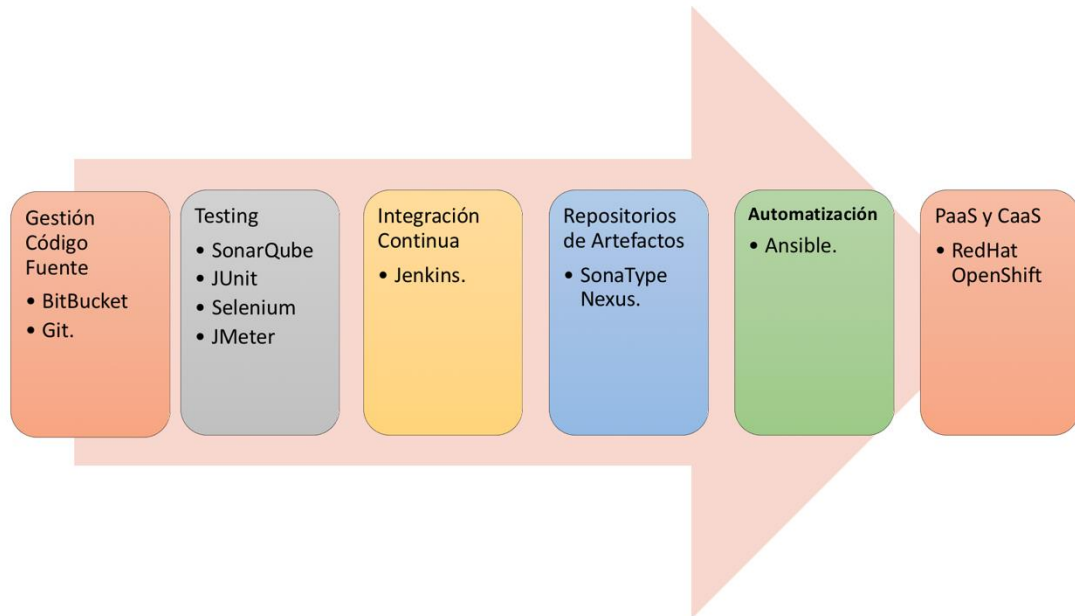 Gestión
Código
Fuente
• BitBucket
• Git.
Testing
• SonarQube
• JUnit
• Selenium
• JMeter
Integración
Continua
• Jenkins.
Repositorios
de Artefactos
• SonaType
Nexus.
Automatización
• Ansible.
PaaS y CaaS
• RedHat
OpenShift